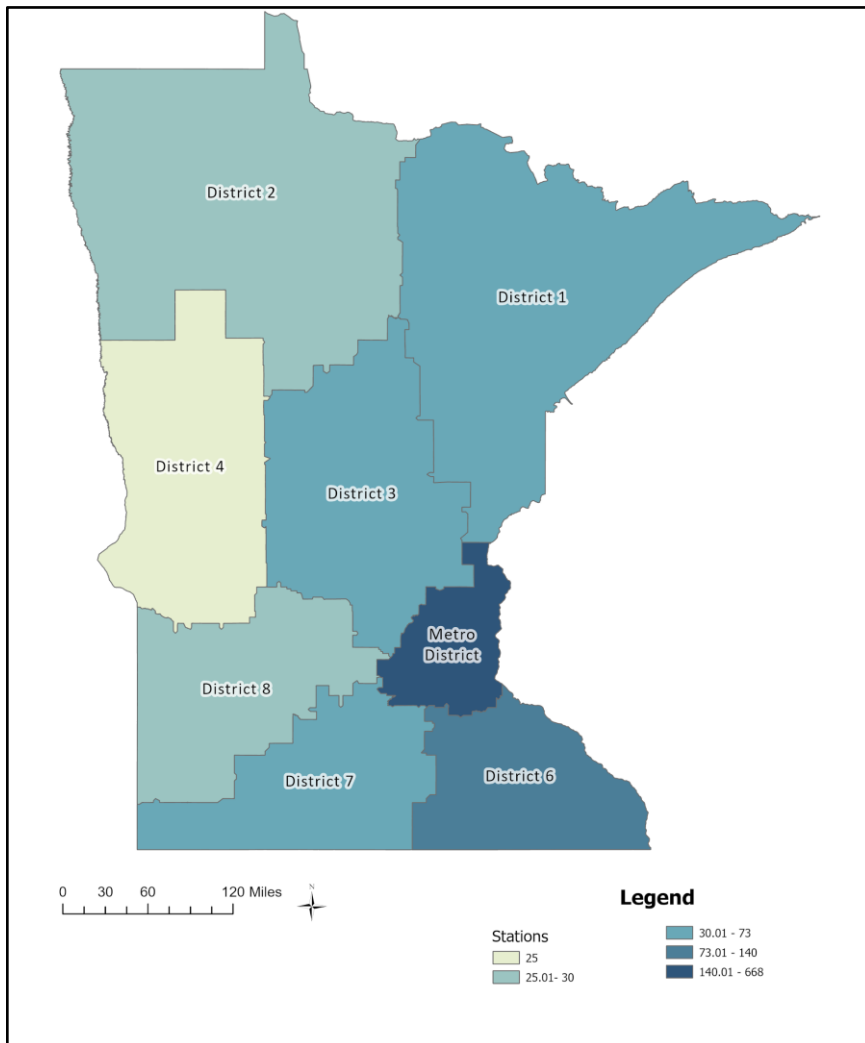 District 2
District 1
District 4
District 3
Metro
District
District 8
District 7
District 6
0 30 60 120 Miles
N
Legend
Stations
25
25.01- 30
30.01 - 73
73.01 - 140
140.01 - 668